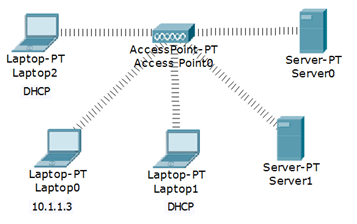 AccessPoint-PT
Access Point0
Laptop-PT
Laptop2
DHCP
Server-PT
Server0
Laptop-PT
Laptop0
10.1.1.3
Laptop-PT
Laptop1
DHCP
Server-PT
Server1